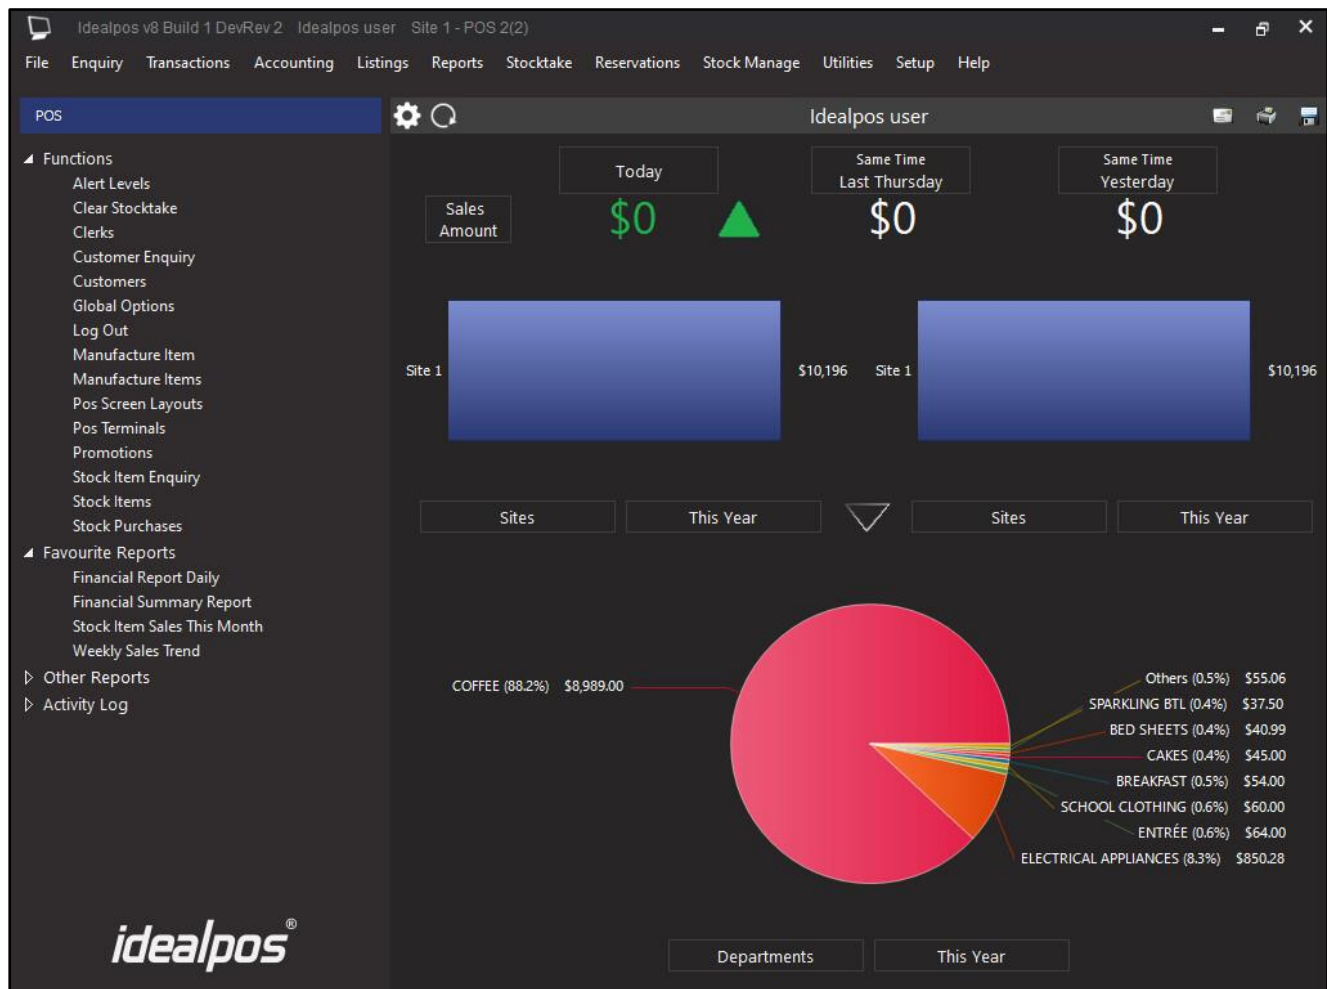 Idealpos v8 Build 1 DevRev 2 Idealpos user Site 1 - POS 2(2)
File Enquiry Transactions Accounting Listings Reports Stocktake Reservations Stock Manage Utilities Setup Help
POS
Functions
Alert Levels
Clear Stocktake
Clerks
Customer Enquiry
Customers
Global Options
Log Out
Manufacture Item
Manufacture Items
Pos Screen Layouts
Pos Terminals
Promotions
Stock Item Enquiry
Stock Items
Stock Purchases
Favourite Reports
Financial Report Daily
Financial Summary Report
Stock Item Sales This Month
Weekly Sales Trend
Other Reports
Activity Log
idealpos®
Idealpos user
Today
Same Time
Last Thursday
Same Time
Yesterday
Sales
Amount
$0
$0
$0
Site 1
$10,196
Site 1
$10,196
Sites
This Year
Sites
This Year
COFFEE (88.2%) $8,989.00
Others (0.5%) $55.06
SPARKLING BTL (0.4%) $37.50
BED SHEETS (0.4%) $40.99
CAKES (0.4%) $45.00
BREAKFAST (0.5%) $54.00
SCHOOL CLOTHING (0.6%) $60.00
ENTRÉE (0.6%) $64.00
ELECTRICAL APPLIANCES (8.3%) $850.28
Departments
This Year